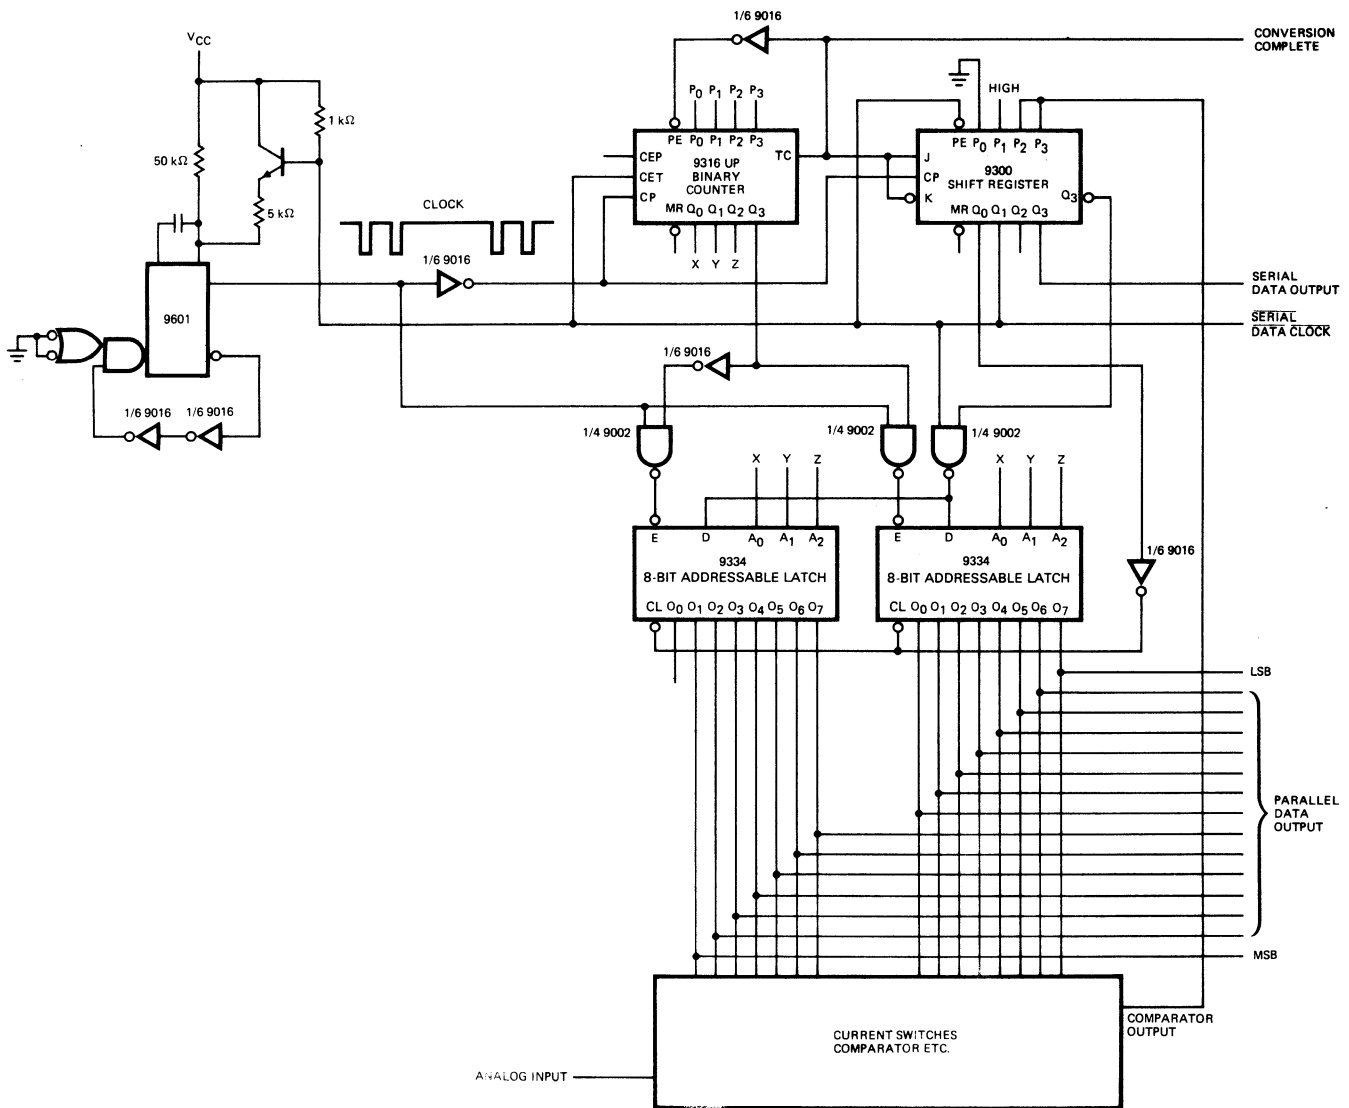 1/6 9016
CONVERSION
COMPLETE
VCC
1 kΩ
50 kΩ
5 kΩ
P0 P1 P2 P3
HIGH
PE P0 P1 P2 P3
CEP
CET
CP
9316 UP
BINARY
COUNTER
TC
MR Q0 Q1 Q2 Q3
X Y Z
PE P0 P1 P2 P3
J
CP
K
9300
SHIFT REGISTER
Q3
MR Q0 Q1 Q2 Q3
CLOCK
1/6 9016
9601
SERIAL
DATA OUTPUT
SERIAL
DATA CLOCK
1/6 9016
1/6 9016 1/6 9016
1/4 9002
1/4 9002
1/4 9002
X Y Z
X Y Z
E D A0 A1 A2
9334
8-BIT ADDRESSABLE LATCH
CL O0 O1 O2 O3 O4 O5 O6 O7
E D A0 A1 A2
9334
8-BIT ADDRESSABLE LATCH
CL O0 O1 O2 O3 O4 O5 O6 O7
1/6 9016
LSB
PARALLEL
DATA
OUTPUT
MSB
CURRENT SWITCHES
COMPARATOR ETC.
COMPARATOR
OUTPUT
ANALOG INPUT